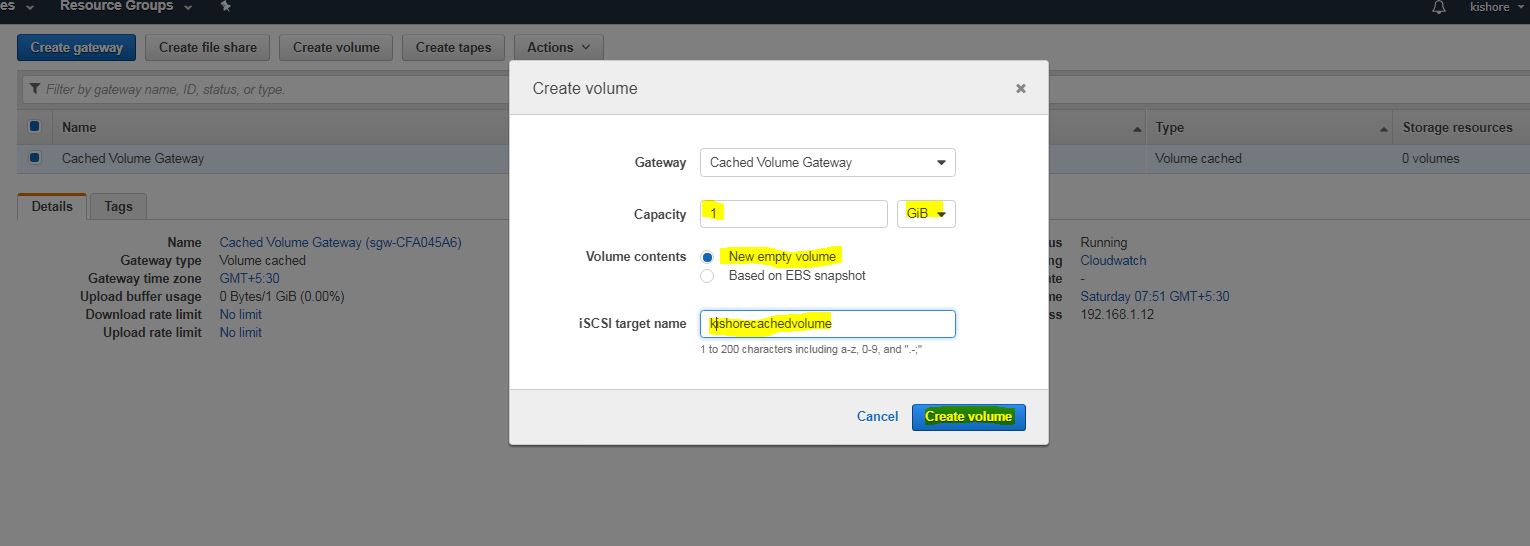 es Resource Groups kishore
Create gateway Create file share Create volume Create tapes Actions
Filter by gateway name, ID, status, or type.
Name Type Storage resources
Cached Volume Gateway Volume cached 0 volumes
Details Tags
Name Cached Volume Gateway (sgw-CFA045A6)
Gateway type Volume cached
Gateway time zone GMT+5:30
Upload buffer usage 0 Bytes/1 GiB (0.00%)
Download rate limit No limit
Upload rate limit No limit
us Running
ng Cloudwatch
te -
ne Saturday 07:51 GMT+5:30
ss 192.168.1.12
Create volume
Gateway Cached Volume Gateway
Capacity 1 GiB
Volume contents New empty volume
Based on EBS snapshot
iSCSI target name kishorecachedvolume
1 to 200 characters including a-z, 0-9, and ".-;"
Cancel Create volume